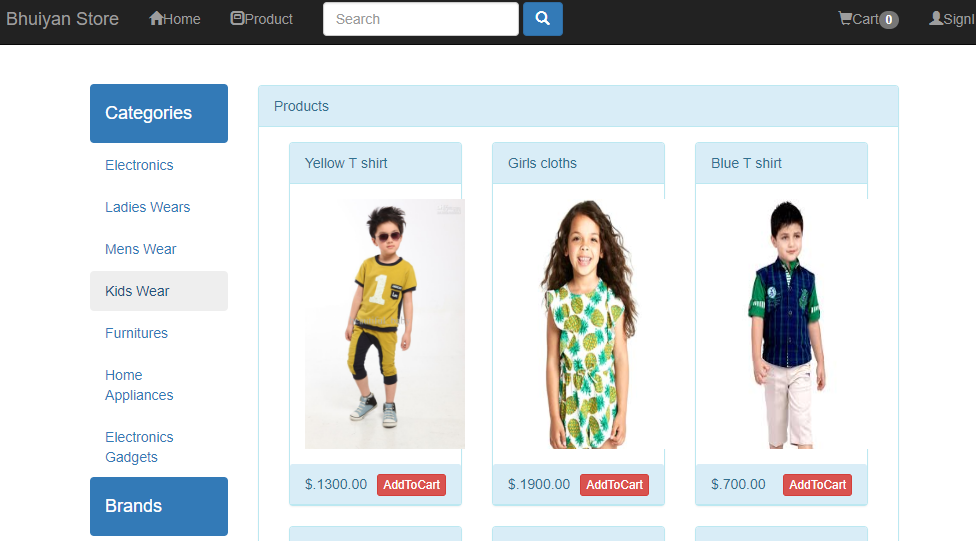 Bhuiyan Store Home Product Search Cart 0 SignI
Categories
Electronics
Ladies Wears
Mens Wear
Kids Wear
Furnitures
Home
Appliances
Electronics
Gadgets
Brands
Products
Yellow T shirt Girls cloths Blue T shirt
1
$.1300.00 AddToCart $.1900.00 AddToCart $.700.00 AddToCart